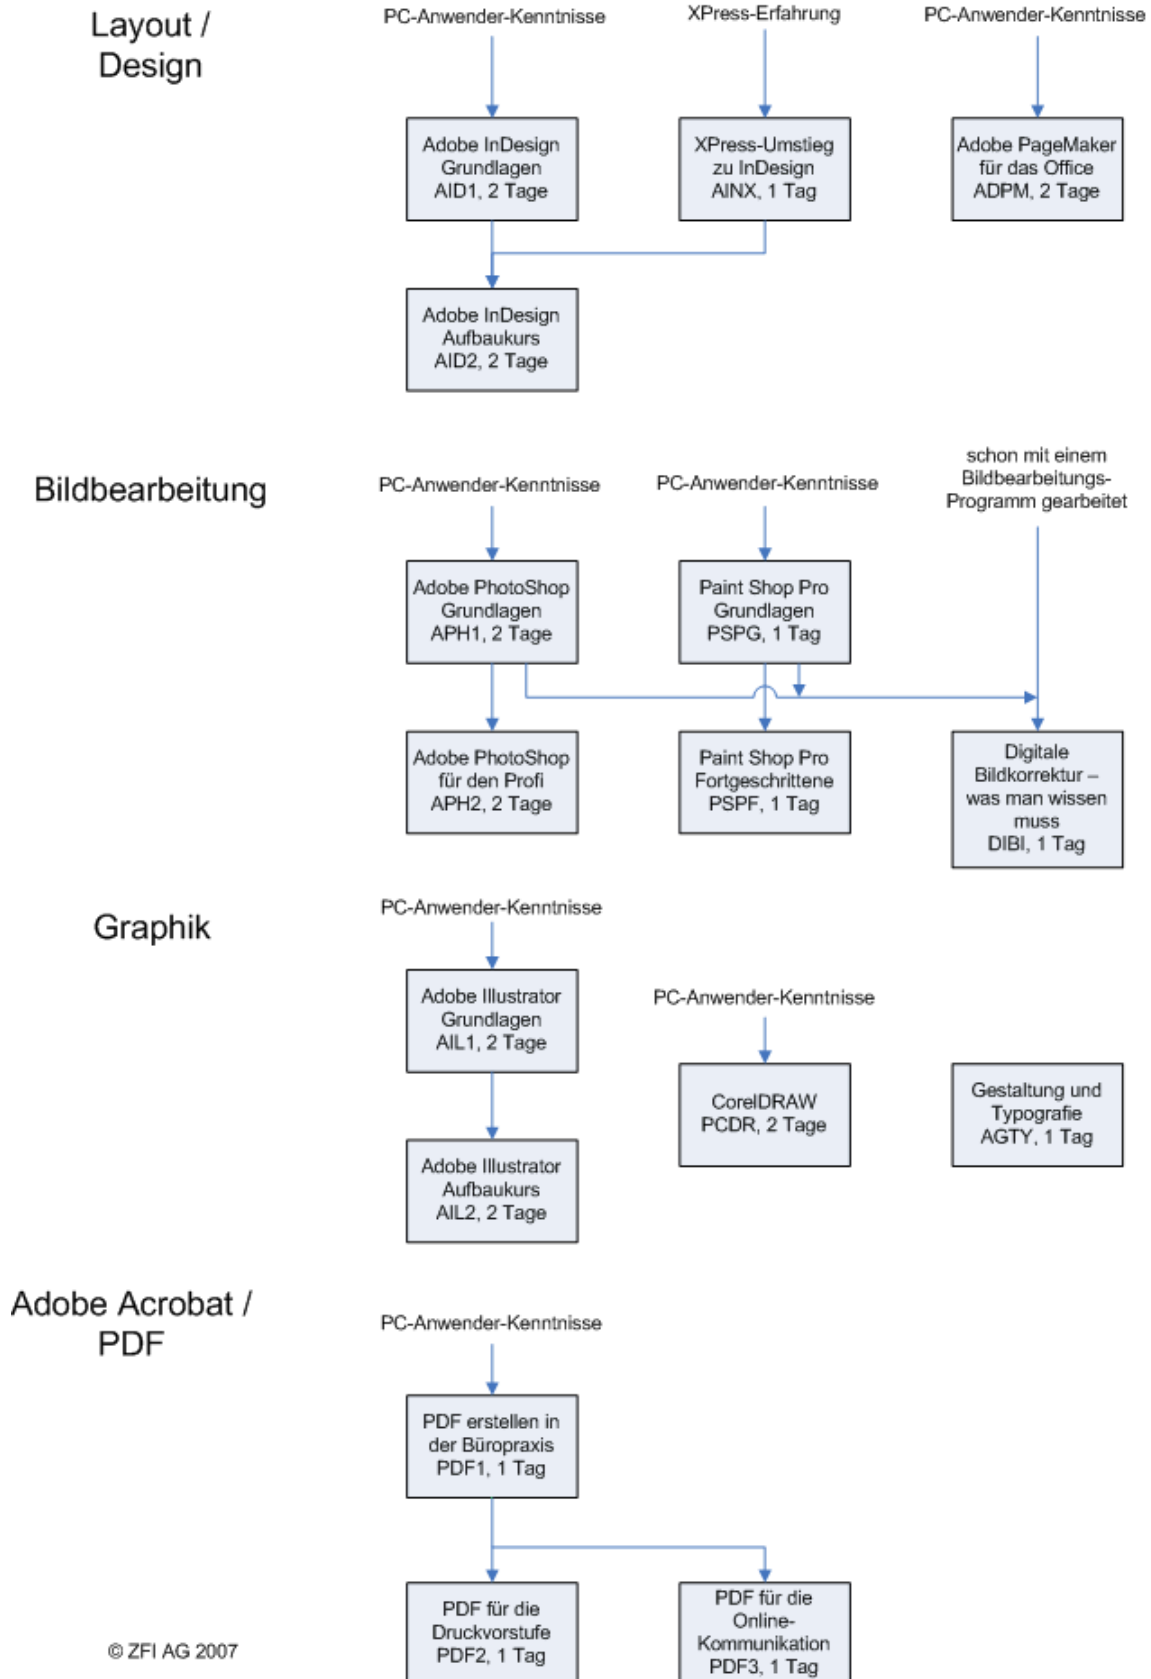 Layout /
Design
PC-Anwender-Kenntnisse
XPress-Erfahrung
PC-Anwender-Kenntnisse
Adobe InDesign
Grundlagen
AID1, 2 Tage
XPress-Umstieg
zu InDesign
AINX, 1 Tag
Adobe PageMaker
für das Office
ADPM, 2 Tage
Adobe InDesign
Aufbaukurs
AID2, 2 Tage
Bildbearbeitung
PC-Anwender-Kenntnisse
PC-Anwender-Kenntnisse
schon mit einem
Bildbearbeitungs-
Programm gearbeitet
Adobe PhotoShop
Grundlagen
APH1, 2 Tage
Paint Shop Pro
Grundlagen
PSPG, 1 Tag
Adobe PhotoShop
für den Profi
APH2, 2 Tage
Paint Shop Pro
Fortgeschrittene
PSPF, 1 Tag
Digitale
Bildkorrektur –
was man wissen
muss
DIBI, 1 Tag
Graphik
PC-Anwender-Kenntnisse
Adobe Illustrator
Grundlagen
AIL1, 2 Tage
PC-Anwender-Kenntnisse
CorelDRAW
PCDR, 2 Tage
Gestaltung und
Typografie
AGTY, 1 Tag
Adobe Illustrator
Aufbaukurs
AIL2, 2 Tage
Adobe Acrobat /
PDF
PC-Anwender-Kenntnisse
PDF erstellen in
der Büropraxis
PDF1, 1 Tag
PDF für die
Druckvorstufe
PDF2, 1 Tag
PDF für die
Online-
Kommunikation
PDF3, 1 Tag
© ZFI AG 2007